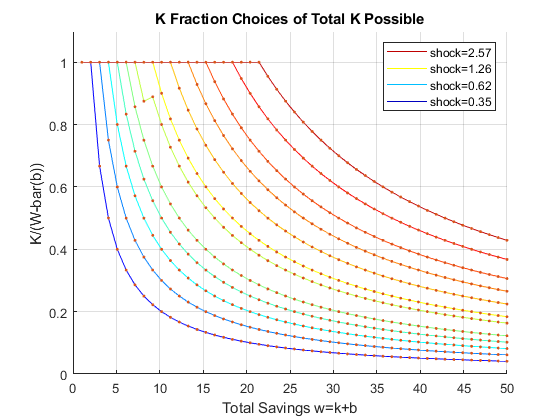 K Fraction Choices of Total K Possible
shock=2.57
shock=1.26
shock=0.62
shock=0.35
K/(W-bar(b))
1
0.8
0.6
0.4
0.2
0
0 5 10 15 20 25 30 35 40 45 50
Total Savings w=k+b